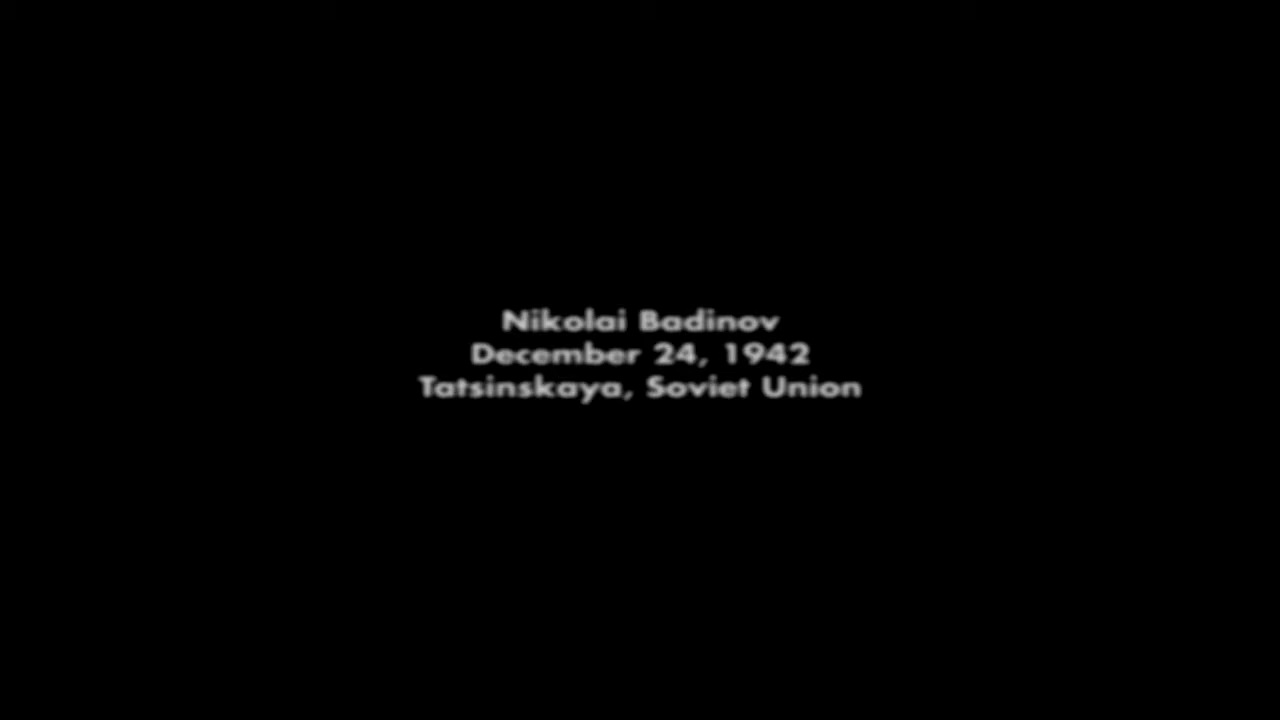 Nikolai Badinov
December 24, 1942
Tatsinskaya, Soviet Union